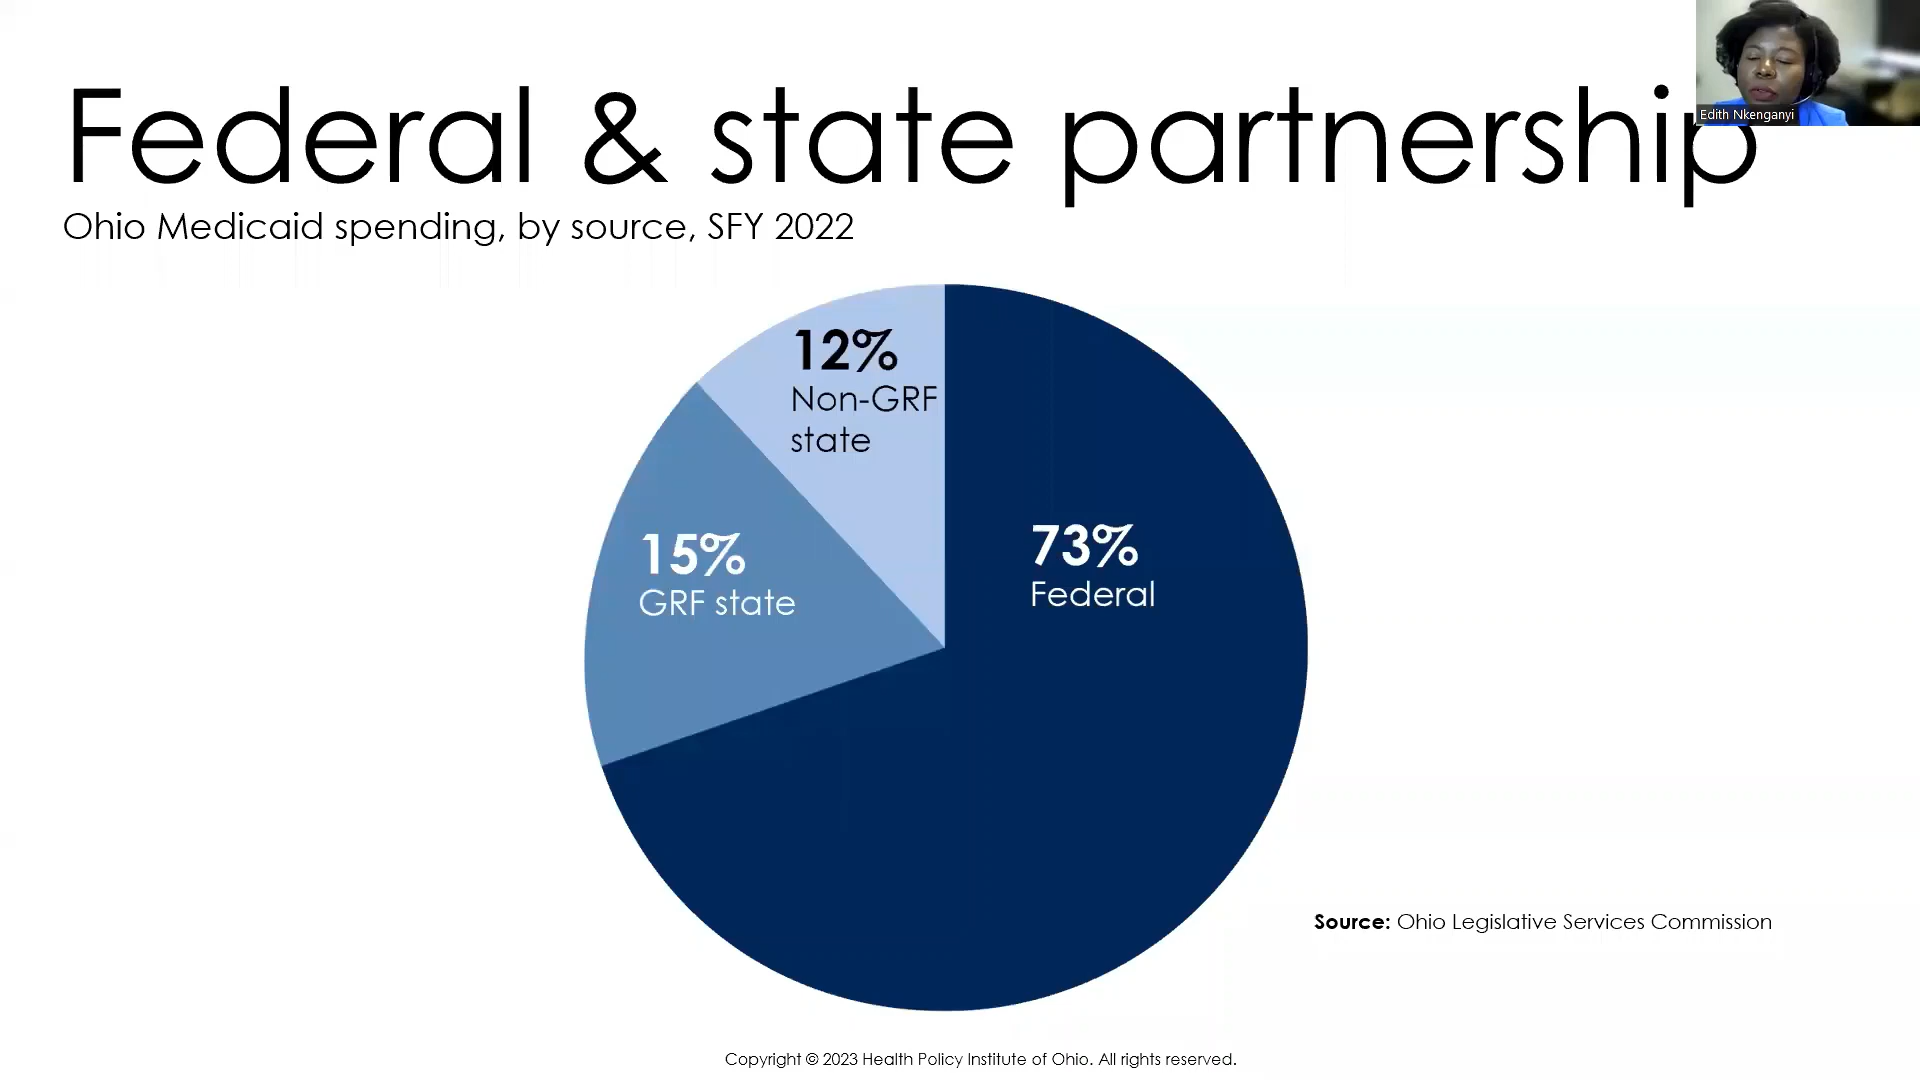 Federal & state partnership
Edith Nkenganyi
Ohio Medicaid spending, by source, SFY 2022
12%
Non-GRF
state
15%
GRF state
73%
Federal
Source: Ohio Legislative Services Commission
Copyright © 2023 Health Policy Institute of Ohio. All rights reserved.